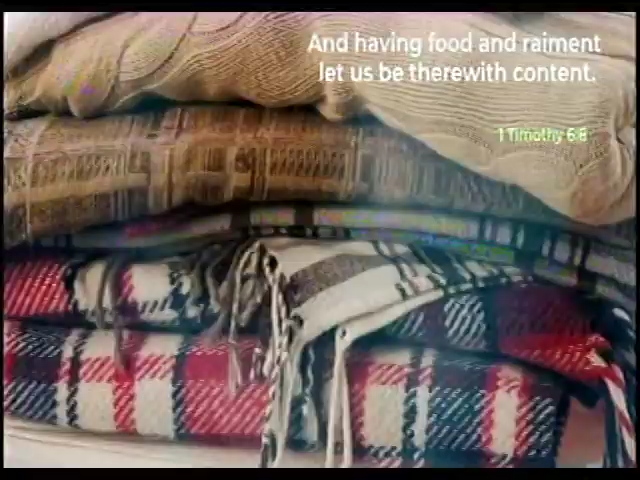 And having food and raiment
let us be therewith content.
1 Timothy 6:8